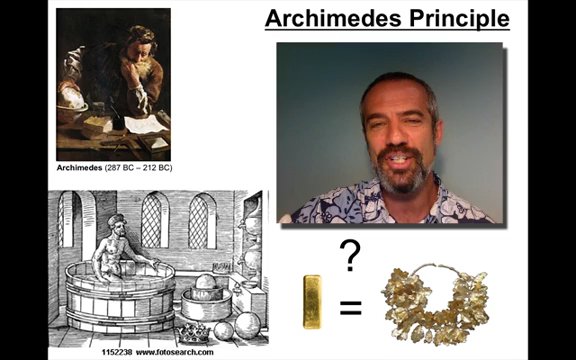 Archimedes Principle
Archimedes (287 BC – 212 BC)
?
=
1152238 www.fotosearch.com